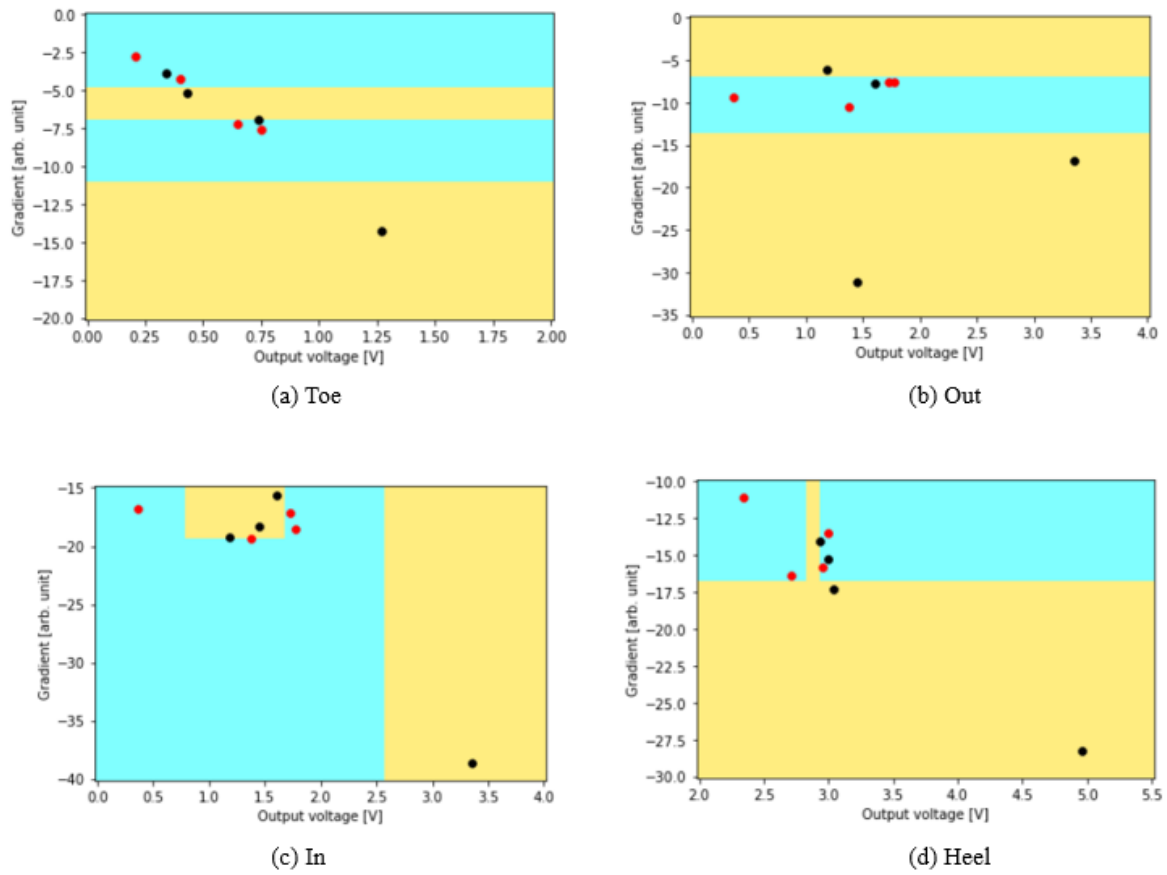 0.0
−2.5
−5.0
−7.5
−10.0
−12.5
−15.0
−17.5
−20.0
Gradient [arb. unit]
0.00 0.25 0.50 0.75 1.00 1.25 1.50 1.75 2.00
Output voltage [V]
(a) Toe
0
−5
−10
−15
−20
−25
−30
−35
Gradient [arb. unit]
0.0 0.5 1.0 1.5 2.0 2.5 3.0 3.5 4.0
Output voltage [V]
(b) Out
−15
−20
−25
−30
−35
−40
Gradient [arb. unit]
0.0 0.5 1.0 1.5 2.0 2.5 3.0 3.5 4.0
Output voltage [V]
(c) In
−10.0
−12.5
−15.0
−17.5
−20.0
−22.5
−25.0
−27.5
−30.0
Gradient [arb. unit]
2.0 2.5 3.0 3.5 4.0 4.5 5.0 5.5
Output voltage [V]
(d) Heel